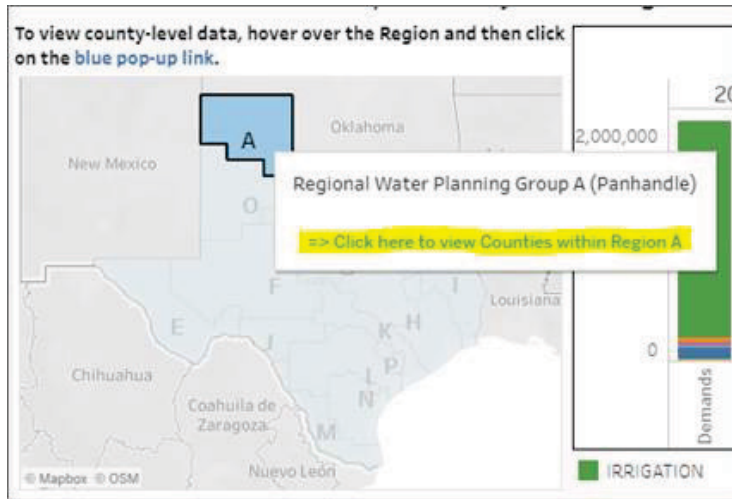 To view county-level data, hover over the Region and then click
on the blue pop-up link.
20
Oklahoma
A
New Mexico
2,000,000
Regional Water Planning Group A (Panhandle)
O
=> Click here to view Counties within Region A
F
I
Louisiana
E
J
K
H
0
Chihuahua
L
P
Coahuila de
Zaragoza
N
M
Demands
Nuevo León
© Mapbox © OSM
IRRIGATION